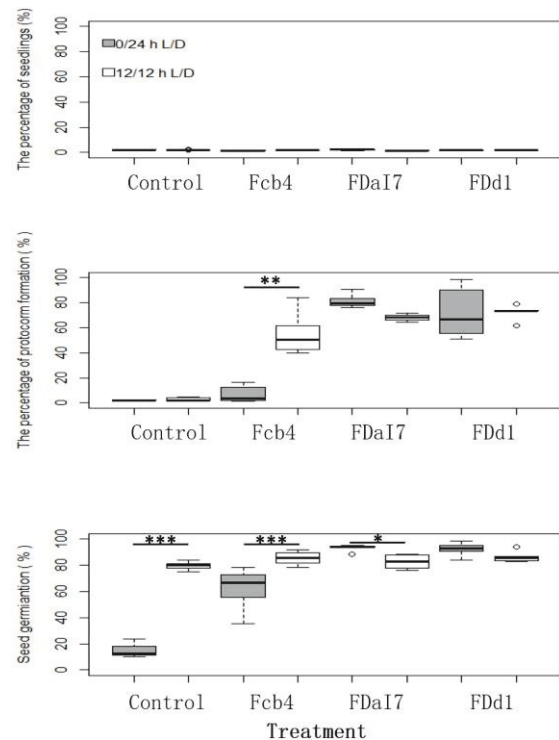 The percentage of seedlings (%)
100
80
60
40
20
0
0/24 h L/D
12/12 h L/D
Control Fcb4 FDaI7 FDd1
The percentage of protocorm formation ( % )
100
80
60
40
20
0
**
Control Fcb4 FDaI7 FDd1
Seed germiantion ( % )
100
80
60
40
20
0
*** *** *
Control Fcb4 FDaI7 FDd1
Treatment